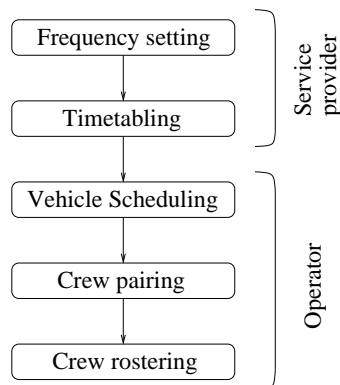 Frequency setting
Timetabling
Service
provider
Vehicle Scheduling
Crew pairing
Crew rostering
Operator